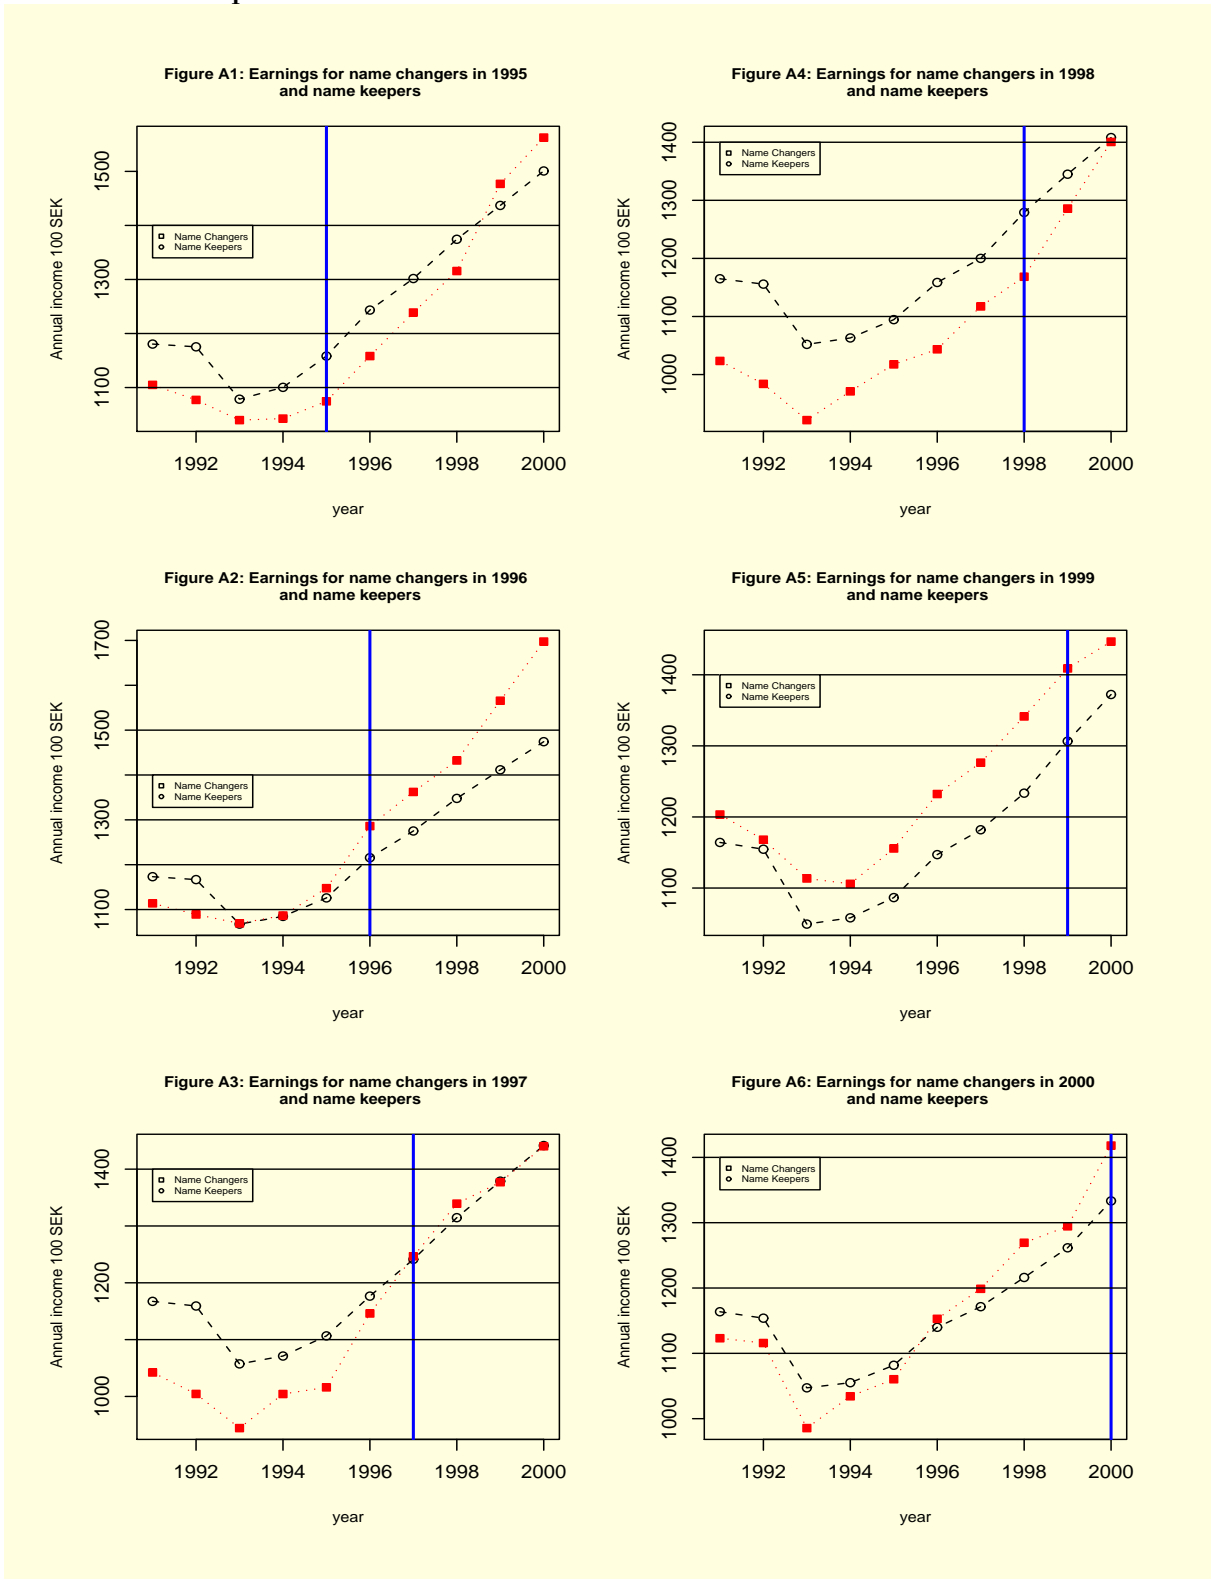 Figure A1: Earnings for name changers in 1995
and name keepers
Annual income 100 SEK
1100
1300
1500
Name Changers
Name Keepers
1992
1994
1996
1998
2000
year
Figure A4: Earnings for name changers in 1998
and name keepers
Annual income 100 SEK
1000
1100
1200
1300
1400
Name Changers
Name Keepers
1992
1994
1996
1998
2000
year
Figure A2: Earnings for name changers in 1996
and name keepers
Annual income 100 SEK
1100
1300
1500
1700
Name Changers
Name Keepers
1992
1994
1996
1998
2000
year
Figure A5: Earnings for name changers in 1999
and name keepers
Annual income 100 SEK
1100
1200
1300
1400
Name Changers
Name Keepers
1992
1994
1996
1998
2000
year
Figure A3: Earnings for name changers in 1997
and name keepers
Annual income 100 SEK
1000
1200
1400
Name Changers
Name Keepers
1992
1994
1996
1998
2000
year
Figure A6: Earnings for name changers in 2000
and name keepers
Annual income 100 SEK
1000
1100
1200
1300
1400
Name Changers
Name Keepers
1992
1994
1996
1998
2000
year